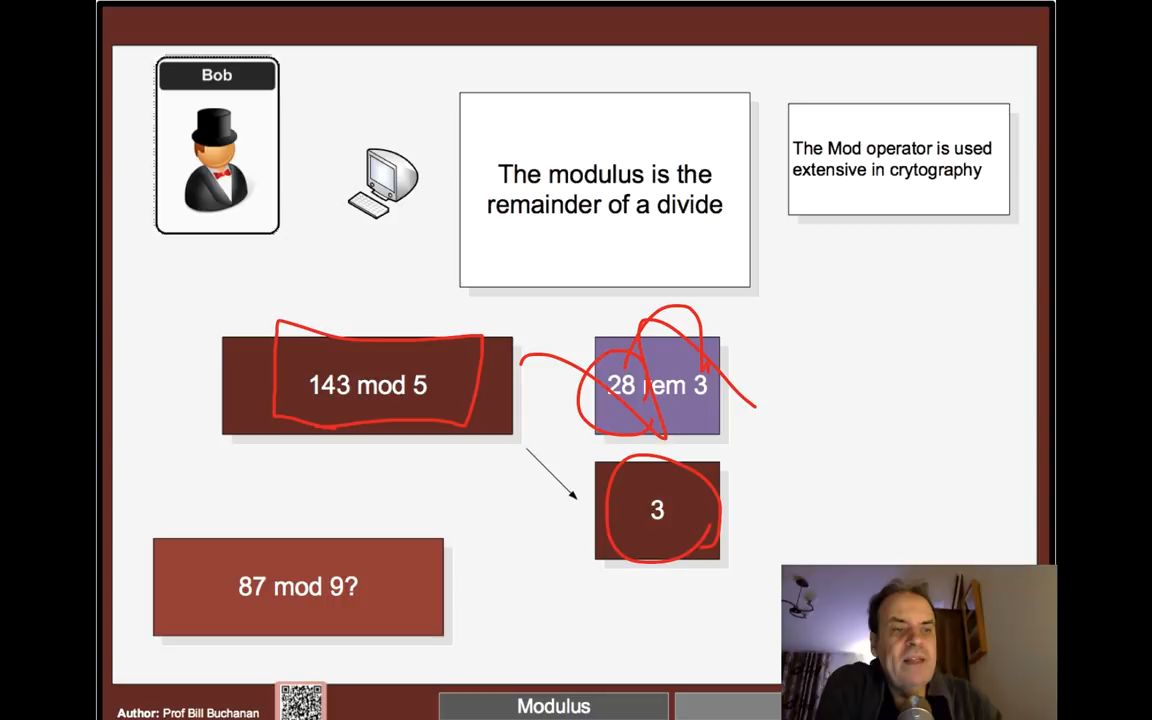 Bob
The modulus is the
remainder of a divide
The Mod operator is used
extensive in crytography
143 mod 5
28 rem 3
3
87 mod 9?
Author: Prof Bill Buchanan
Modulus